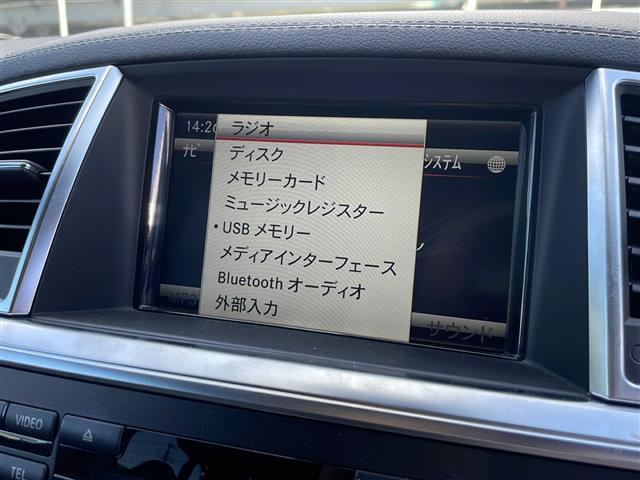 14:26
ラジオ
ナビ
ディスク
システム
メモリーカード
ミュージックレジスター
• USB メモリー
メディアインターフェース
Bluetooth オーディオ
外部入力
サウンド
VIDEO
TEL